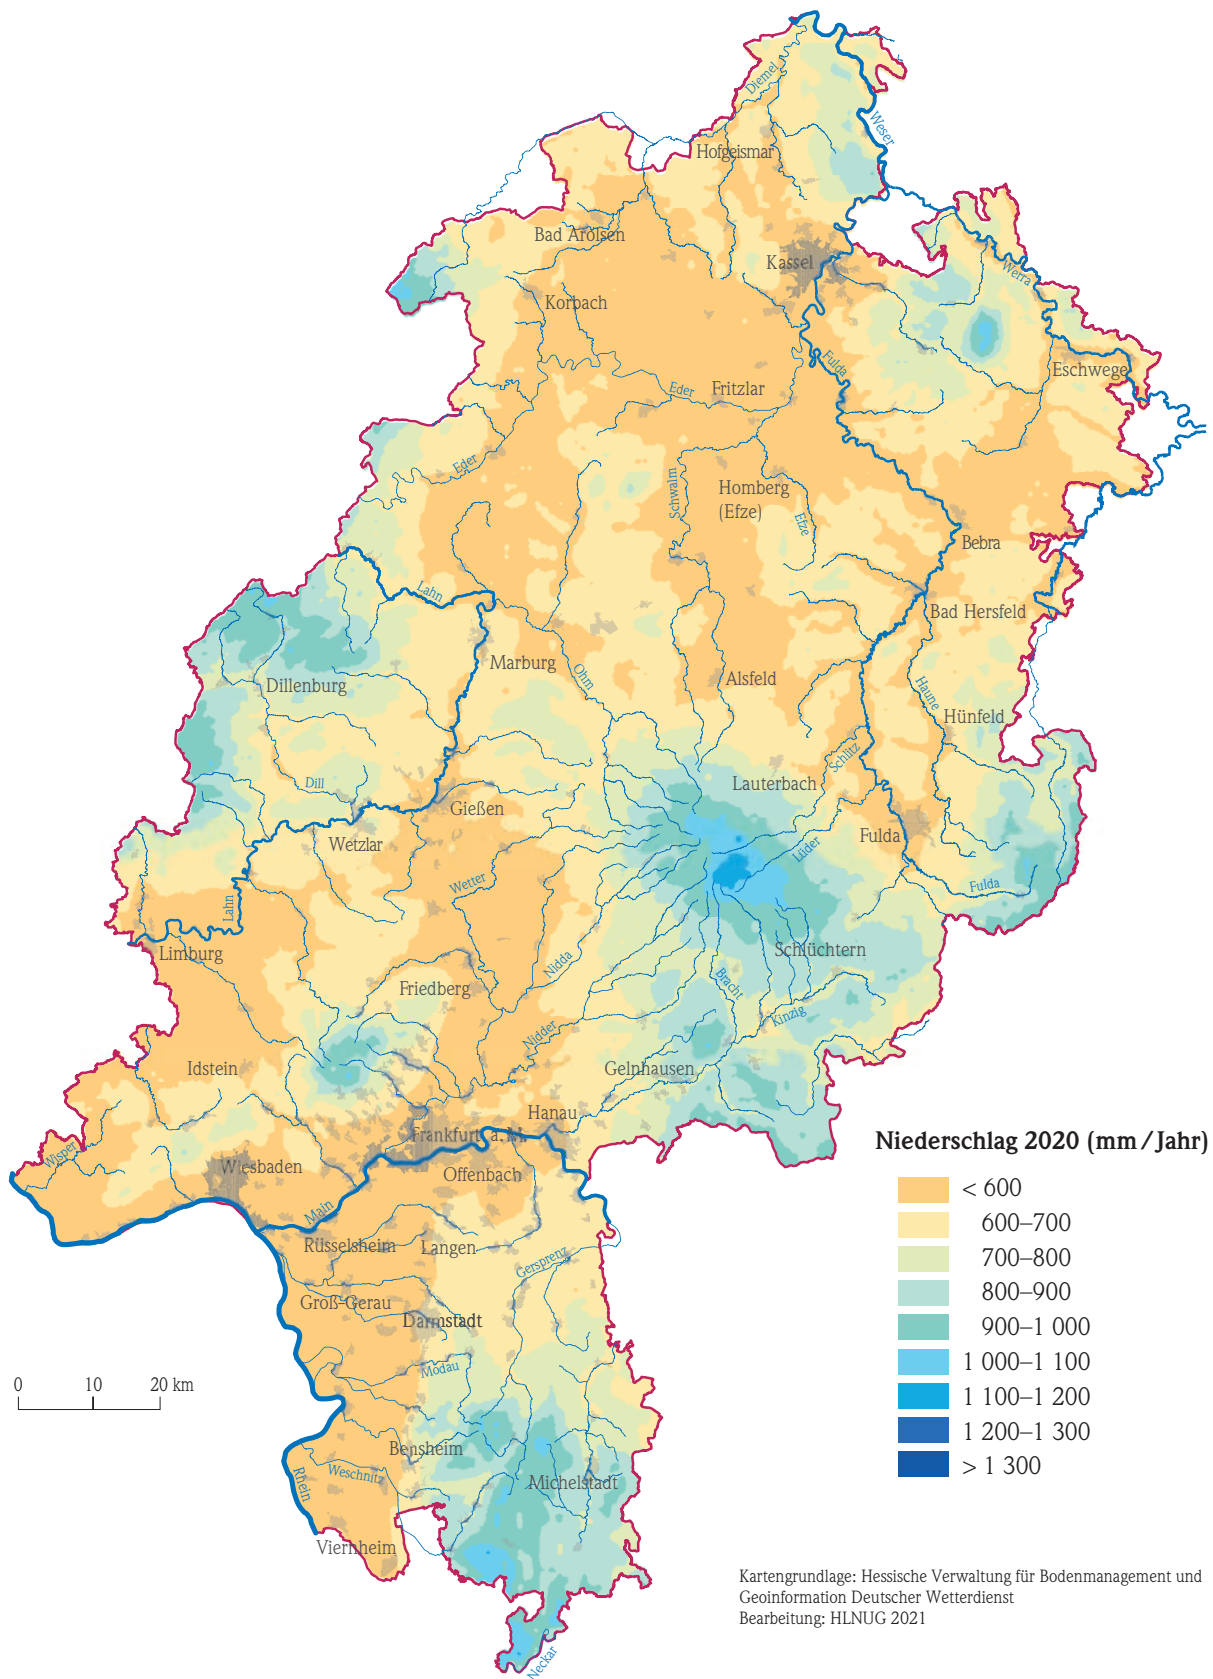 Diemel
Weser
Hofgeismar
Bad Arolsen
Kassel
Werra
Korbach
Fulda
Eschwege
Eder
Fritzlar
Eder
Schwalm
Homberg
(Efze)
Efze
Bebra
Lahn
Bad Hersfeld
Marburg
Ohm
Alsfeld
Dillenburg
Haune
Hünfeld
Schlitz
Dill
Lauterbach
Gießen
Wetzlar
Fulda
Lüder
Wetter
Fulda
Lahn
Limburg
Schlüchtern
Nidda
Friedberg
Bracht
Kinzig
Nidder
Idstein
Gelnhausen
Hanau
Frankfurt a. M.
Wisper
Wiesbaden
Offenbach
Main
Rüsselsheim
Langen
Gersprenz
Groß-Gerau
Darmstadt
Modau
Bensheim
Weschnitz
Rhein
Michelstadt
Viernheim
Neckar
0 10 20 km
Niederschlag 2020 (mm/Jahr)
< 600
600–700
700–800
800–900
900–1 000
1 000–1 100
1 100–1 200
1 200–1 300
> 1 300
Kartengrundlage: Hessische Verwaltung für Bodenmanagement und
Geoinformation Deutscher Wetterdienst
Bearbeitung: HLNUG 2021